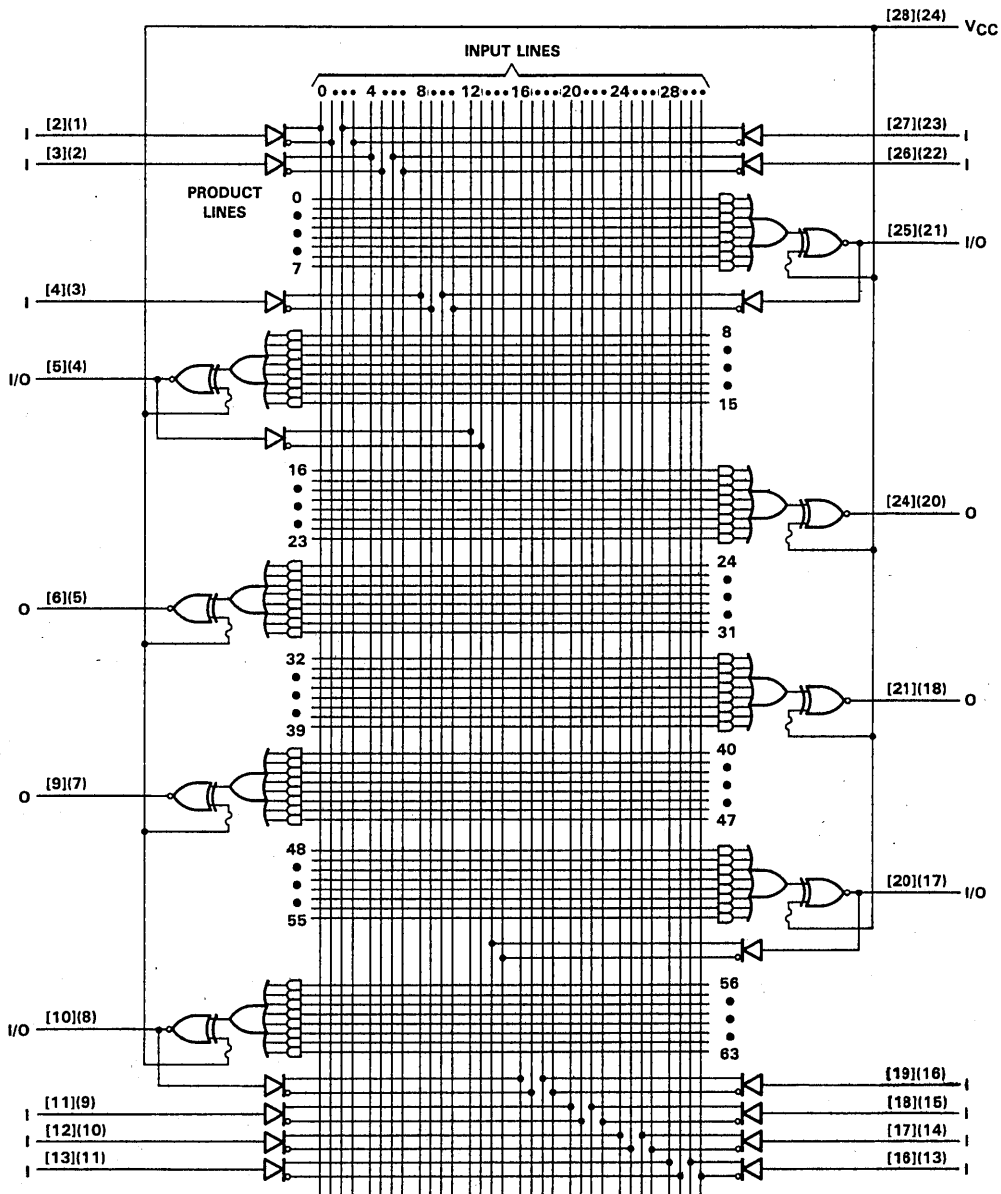 [28](24) VCC
INPUT LINES
0 4 8 12 16 20 24 28
I [2](1) [27](23) I
I [3](2) [26](22) I
PRODUCT LINES
0
7
[25](21) I/O
I [4](3)
8
15
I/O [5](4)
16
23
[24](20) O
24
31
O [6](5)
32
39
[21](18) O
40
47
O [9](7)
48
55
[20](17) I/O
56
63
I/O [10](8)
[19](16) I
I [11](9) [18](15) I
I [12](10) [17](14) I
I [13](11) [16](13) I